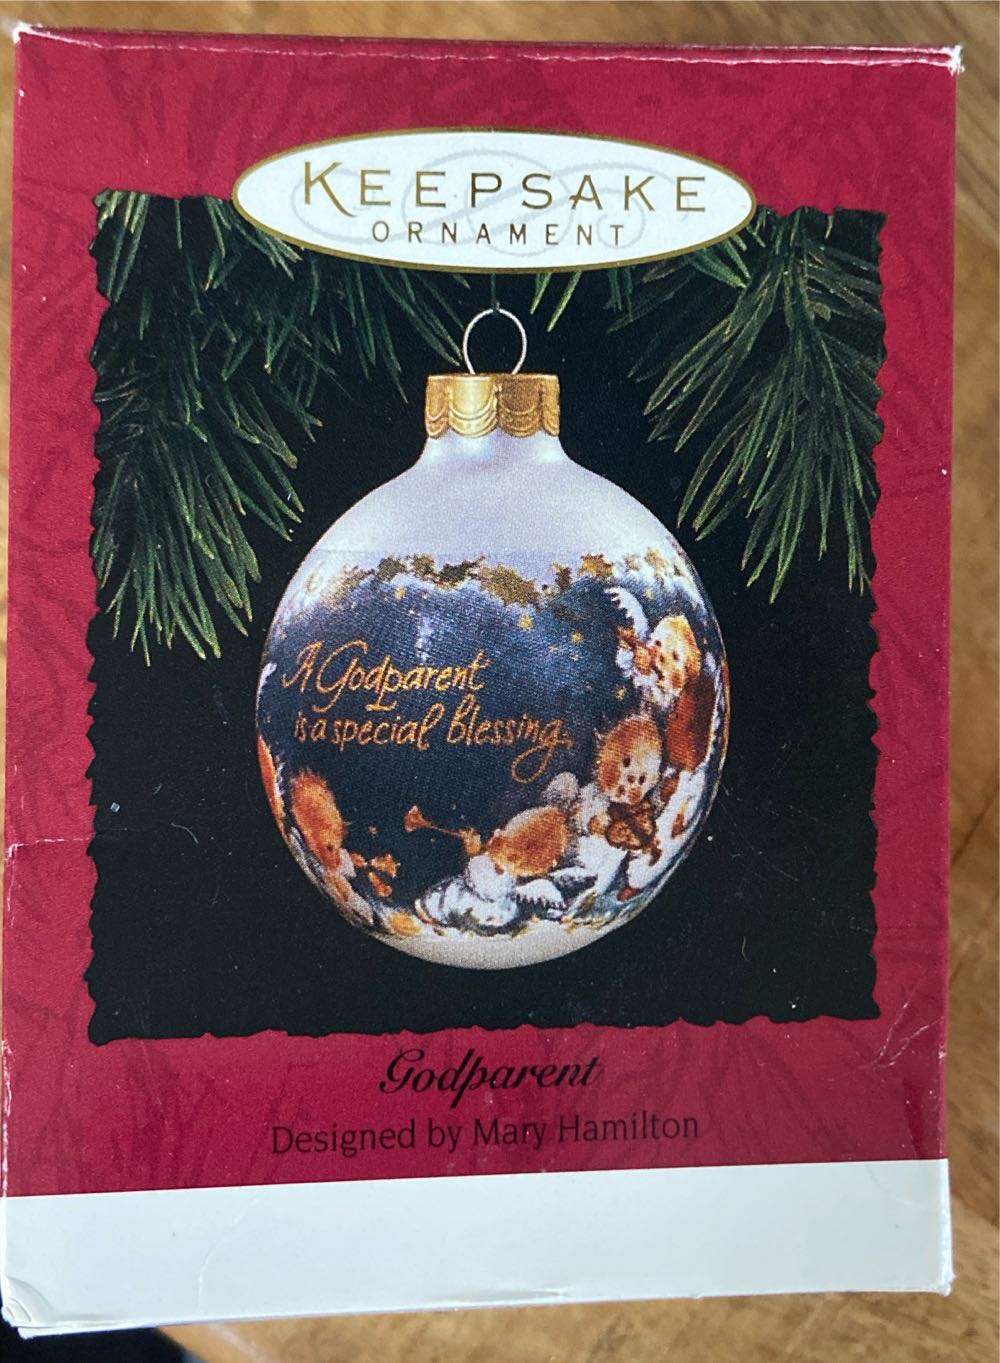 KEEPSAKE
ORNAMENT
A Godparent
is a special blessing,
Godparent
Designed by Mary Hamilton